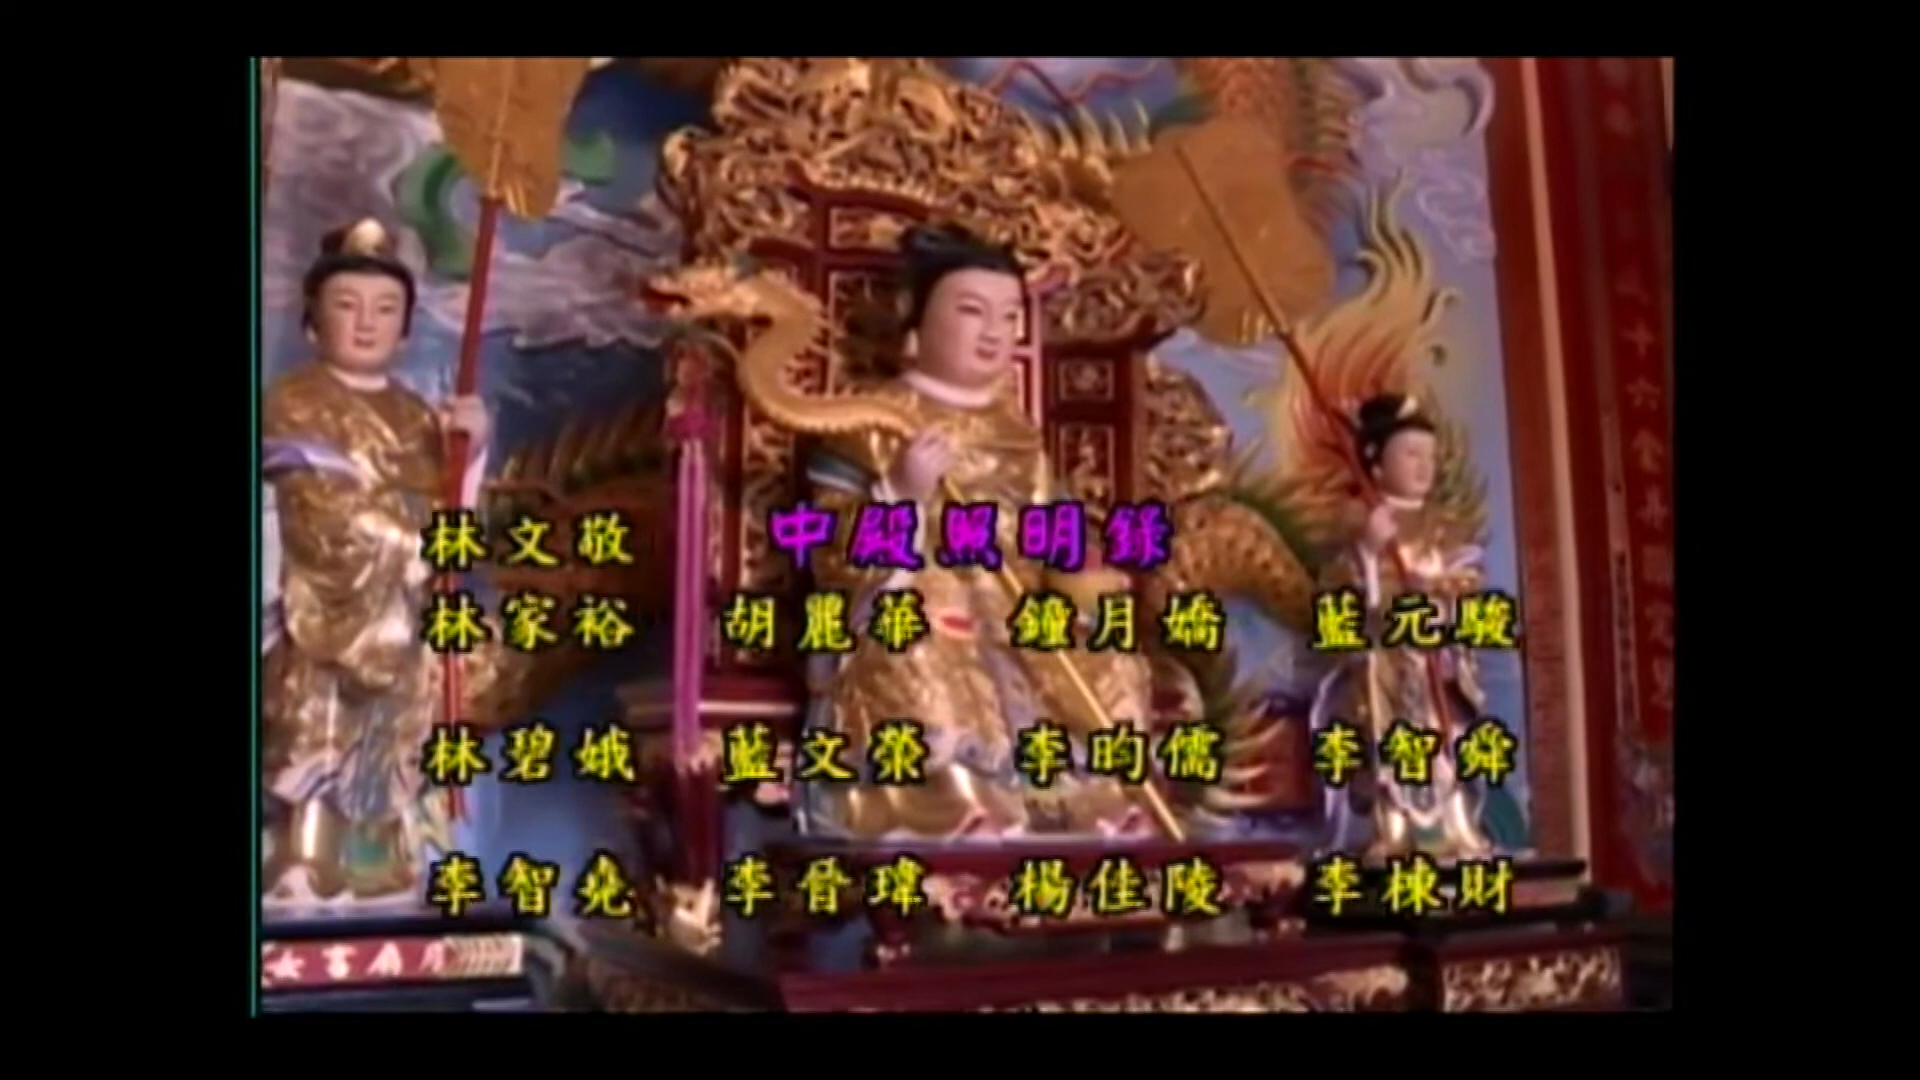 林文敬 中殿照明錄
林家裕 胡麗華 鐘月嬌 藍元駿
林碧娥 藍文榮 李昀儒 李智舜
李智堯 李晉瑋 楊佳陵 李棟財